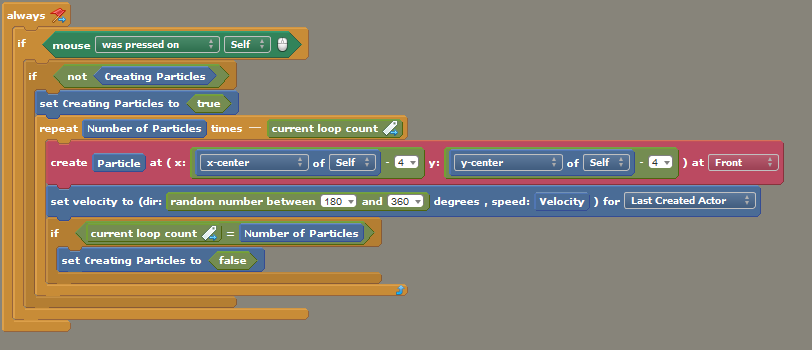 always
if mouse was pressed on Self
if not Creating Particles
set Creating Particles to true
repeat Number of Particles times — current loop count
create Particle at ( x: x-center of Self - 4 y: y-center of Self - 4 ) at Front
set velocity to (dir: random number between 180 and 360 degrees , speed: Velocity ) for Last Created Actor
if current loop count = Number of Particles
set Creating Particles to false